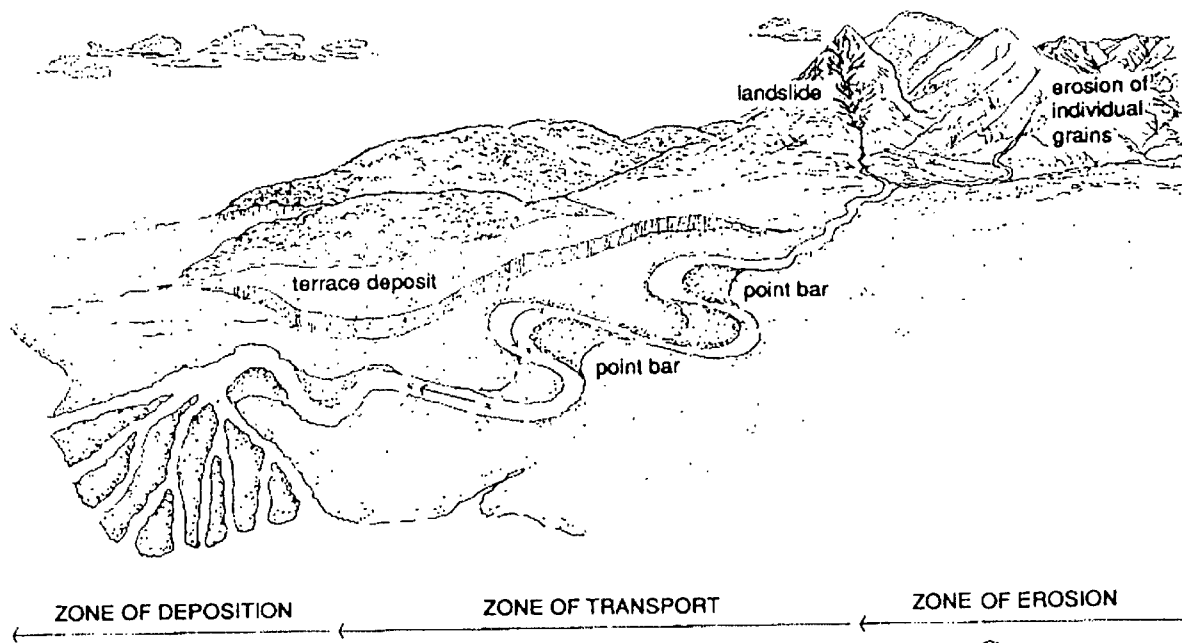 landslide
erosion of
individual
grains
terrace deposit
point bar
point bar
ZONE OF DEPOSITION
ZONE OF TRANSPORT
ZONE OF EROSION